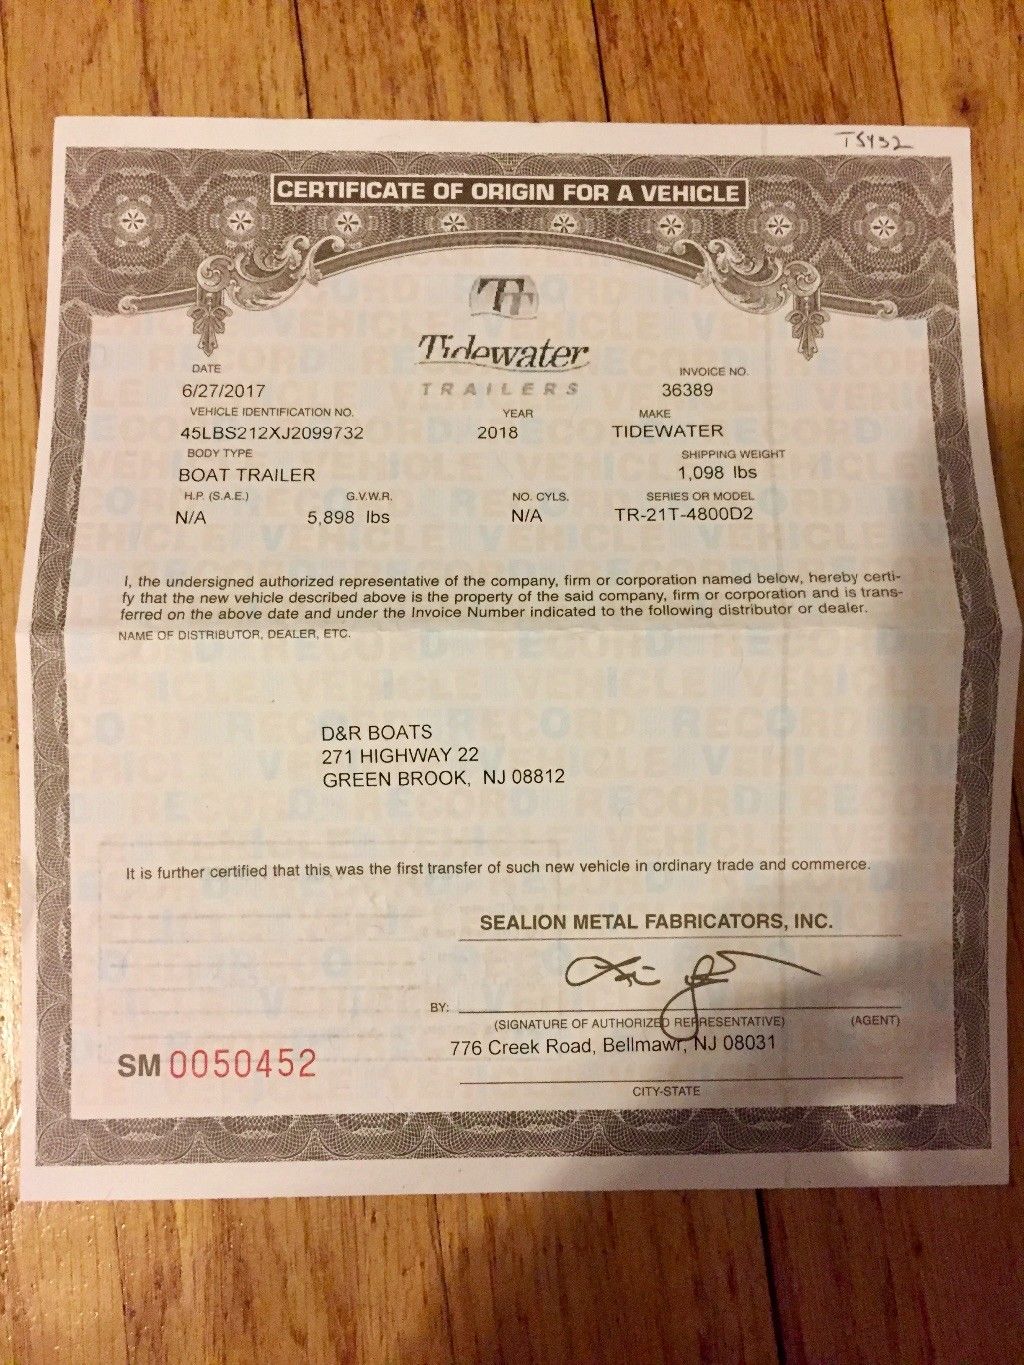 T5432
CERTIFICATE OF ORIGIN FOR A VEHICLE
TT
Tidewater
TRAILERS
DATE
6/27/2017
INVOICE NO.
36389
VEHICLE IDENTIFICATION NO.
45LBS212XJ2099732
YEAR
2018
MAKE
TIDEWATER
BODY TYPE
BOAT TRAILER
SHIPPING WEIGHT
1,098 lbs
H.P. (S.A.E.)
N/A
G.V.W.R.
5,898 lbs
NO. CYLS.
N/A
SERIES OR MODEL
TR-21T-4800D2
I, the undersigned authorized representative of the company, firm or corporation named below, hereby certi-
fy that the new vehicle described above is the property of the said company, firm or corporation and is trans-
ferred on the above date and under the Invoice Number indicated to the following distributor or dealer.
NAME OF DISTRIBUTOR, DEALER, ETC.
D&R BOATS
271 HIGHWAY 22
GREEN BROOK, NJ 08812
It is further certified that this was the first transfer of such new vehicle in ordinary trade and commerce.
SEALION METAL FABRICATORS, INC.
BY:
(SIGNATURE OF AUTHORIZED REPRESENTATIVE) (AGENT)
776 Creek Road, Bellmawr, NJ 08031
CITY-STATE
SM 0050452